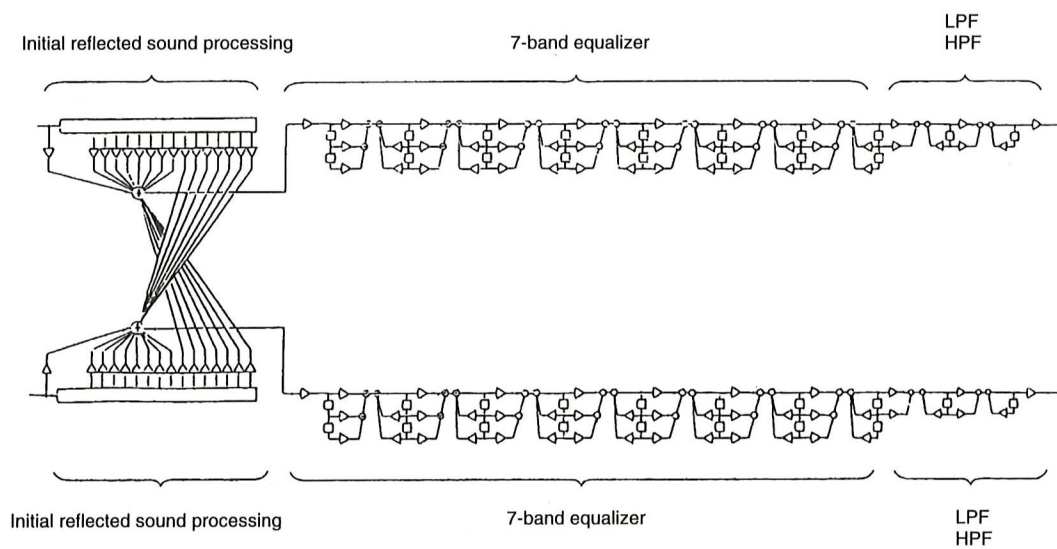 Initial reflected sound processing
7-band equalizer
LPF
HPF
Initial reflected sound processing
7-band equalizer
LPF
HPF